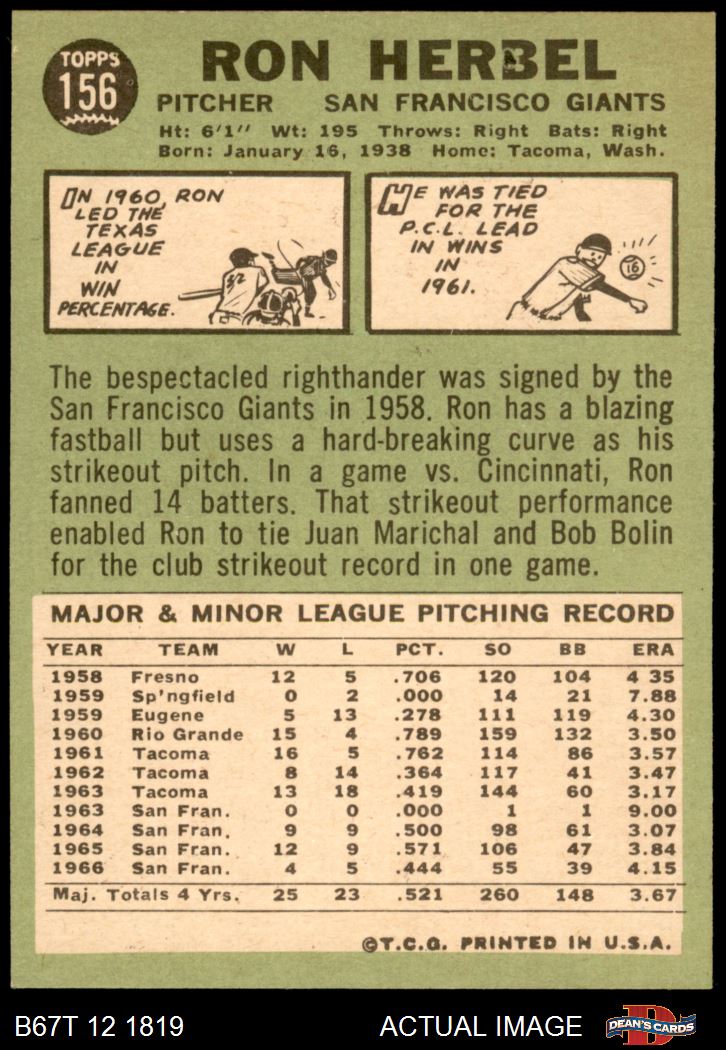 TOPPS
156
RON HERBEL
PITCHER SAN FRANCISCO GIANTS
Ht: 6'1" Wt: 195 Throws: Right Bats: Right
Born: January 16, 1938 Home: Tacoma, Wash.
IN 1960, RON
LED THE
TEXAS
LEAGUE
IN
WIN
PERCENTAGE.
32
HE WAS TIED
FOR THE
P.C.L. LEAD
IN WINS
IN
1961.
16
The bespectacled righthander was signed by the
San Francisco Giants in 1958. Ron has a blazing
fastball but uses a hard-breaking curve as his
strikeout pitch. In a game vs. Cincinnati, Ron
fanned 14 batters. That strikeout performance
enabled Ron to tie Juan Marichal and Bob Bolin
for the club strikeout record in one game.
MAJOR & MINOR LEAGUE PITCHING RECORD
YEAR TEAM W L PCT. SO BB ERA
1958 Fresno 12 5 .706 120 104 4 35
1959 Sp'ngfield 0 2 .000 14 21 7.88
1959 Eugene 5 13 .278 111 119 4.30
1960 Rio Grande 15 4 .789 159 132 3.50
1961 Tacoma 16 5 .762 114 86 3.57
1962 Tacoma 8 14 .364 117 41 3.47
1963 Tacoma 13 18 .419 144 60 3.17
1963 San Fran. 0 0 .000 1 1 9.00
1964 San Fran. 9 9 .500 98 61 3.07
1965 San Fran. 12 9 .571 106 47 3.84
1966 San Fran. 4 5 .444 55 39 4.15
Maj. Totals 4 Yrs. 25 23 .521 260 148 3.67
©T.C.G. PRINTED IN U.S.A.
B67T 12 1819 ACTUAL IMAGE DEAN'S CARDS